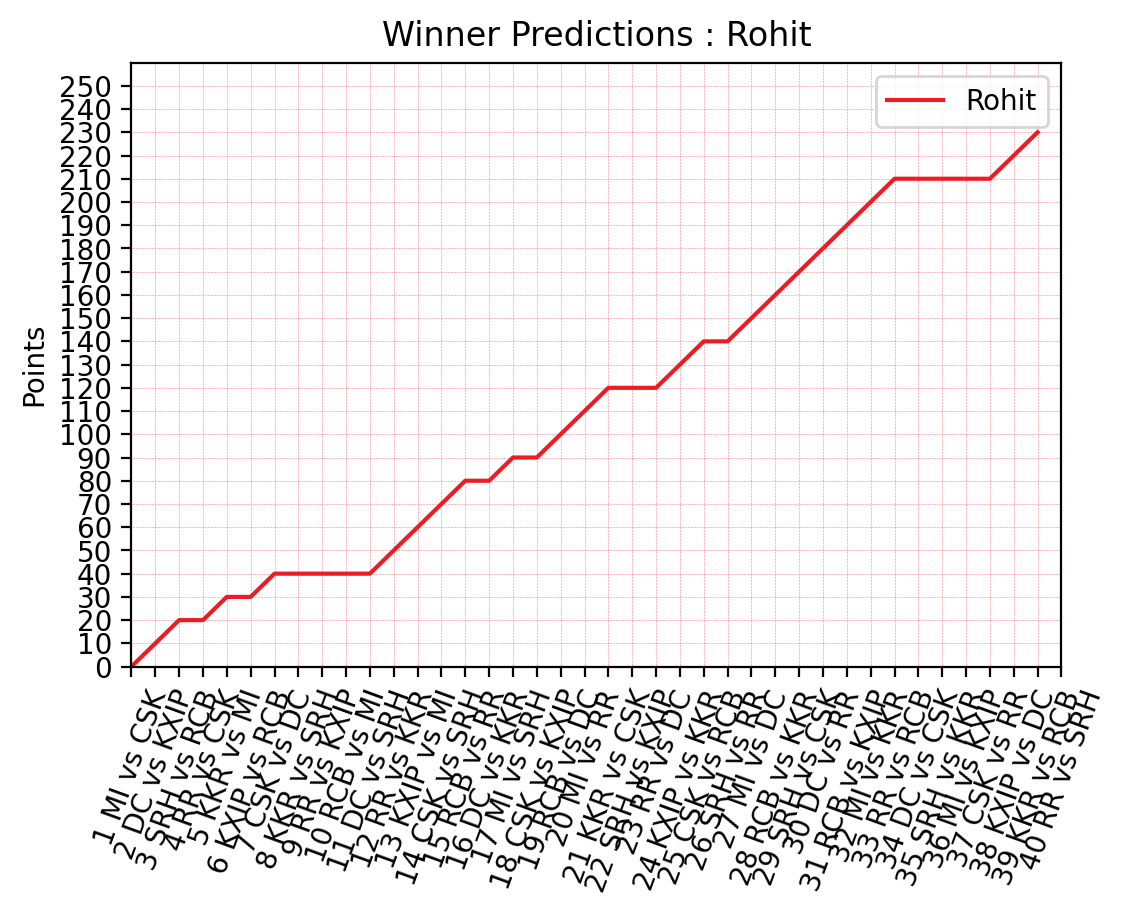 Winner Predictions : Rohit
Rohit
Points
250
240
230
220
210
200
190
180
170
160
150
140
130
120
110
100
90
80
70
60
50
40
30
20
10
0
1 MI vs CSK
2 DC vs KXIP
3 SRH vs RCB
4 RR vs CSK
5 KKR vs MI
6 KXIP vs RCB
7 CSK vs DC
8 KKR vs SRH
9 RR vs KXIP
10 RCB vs MI
11 DC vs SRH
12 RR vs KKR
13 KXIP vs MI
14 CSK vs SRH
15 RCB vs RR
16 DC vs KKR
17 MI vs SRH
18 CSK vs KXIP
19 RCB vs DC
20 MI vs RR
21 KKR vs CSK
22 SRH vs KXIP
23 RR vs DC
24 KXIP vs KKR
25 CSK vs RCB
26 SRH vs RR
27 MI vs DC
28 RCB vs KKR
29 SRH vs CSK
30 DC vs RR
31 RCB vs KXIP
32 MI vs KKR
33 RR vs RCB
34 DC vs CSK
35 SRH vs KKR
36 MI vs KXIP
37 CSK vs RR
38 KXIP vs DC
39 KKR vs RCB
40 RR vs SRH